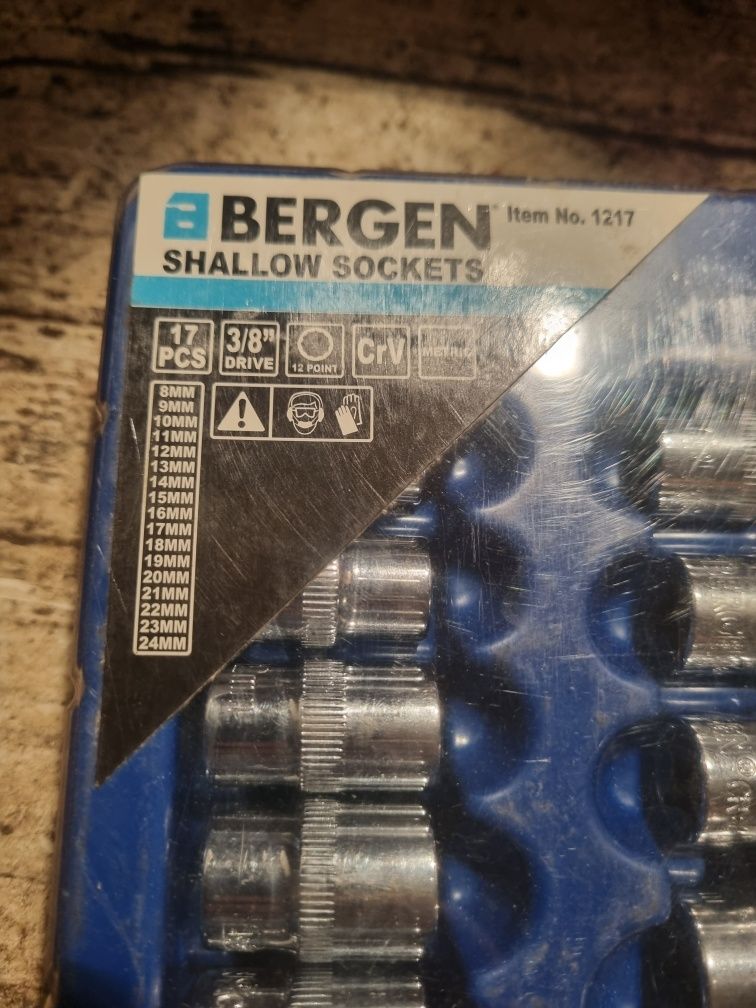 BERGEN
Item No. 1217
SHALLOW SOCKETS
17 PCS
3/8" DRIVE
12 POINT
CrV
METRIC
8MM
9MM
10MM
11MM
12MM
13MM
14MM
15MM
16MM
17MM
18MM
19MM
20MM
21MM
22MM
23MM
24MM